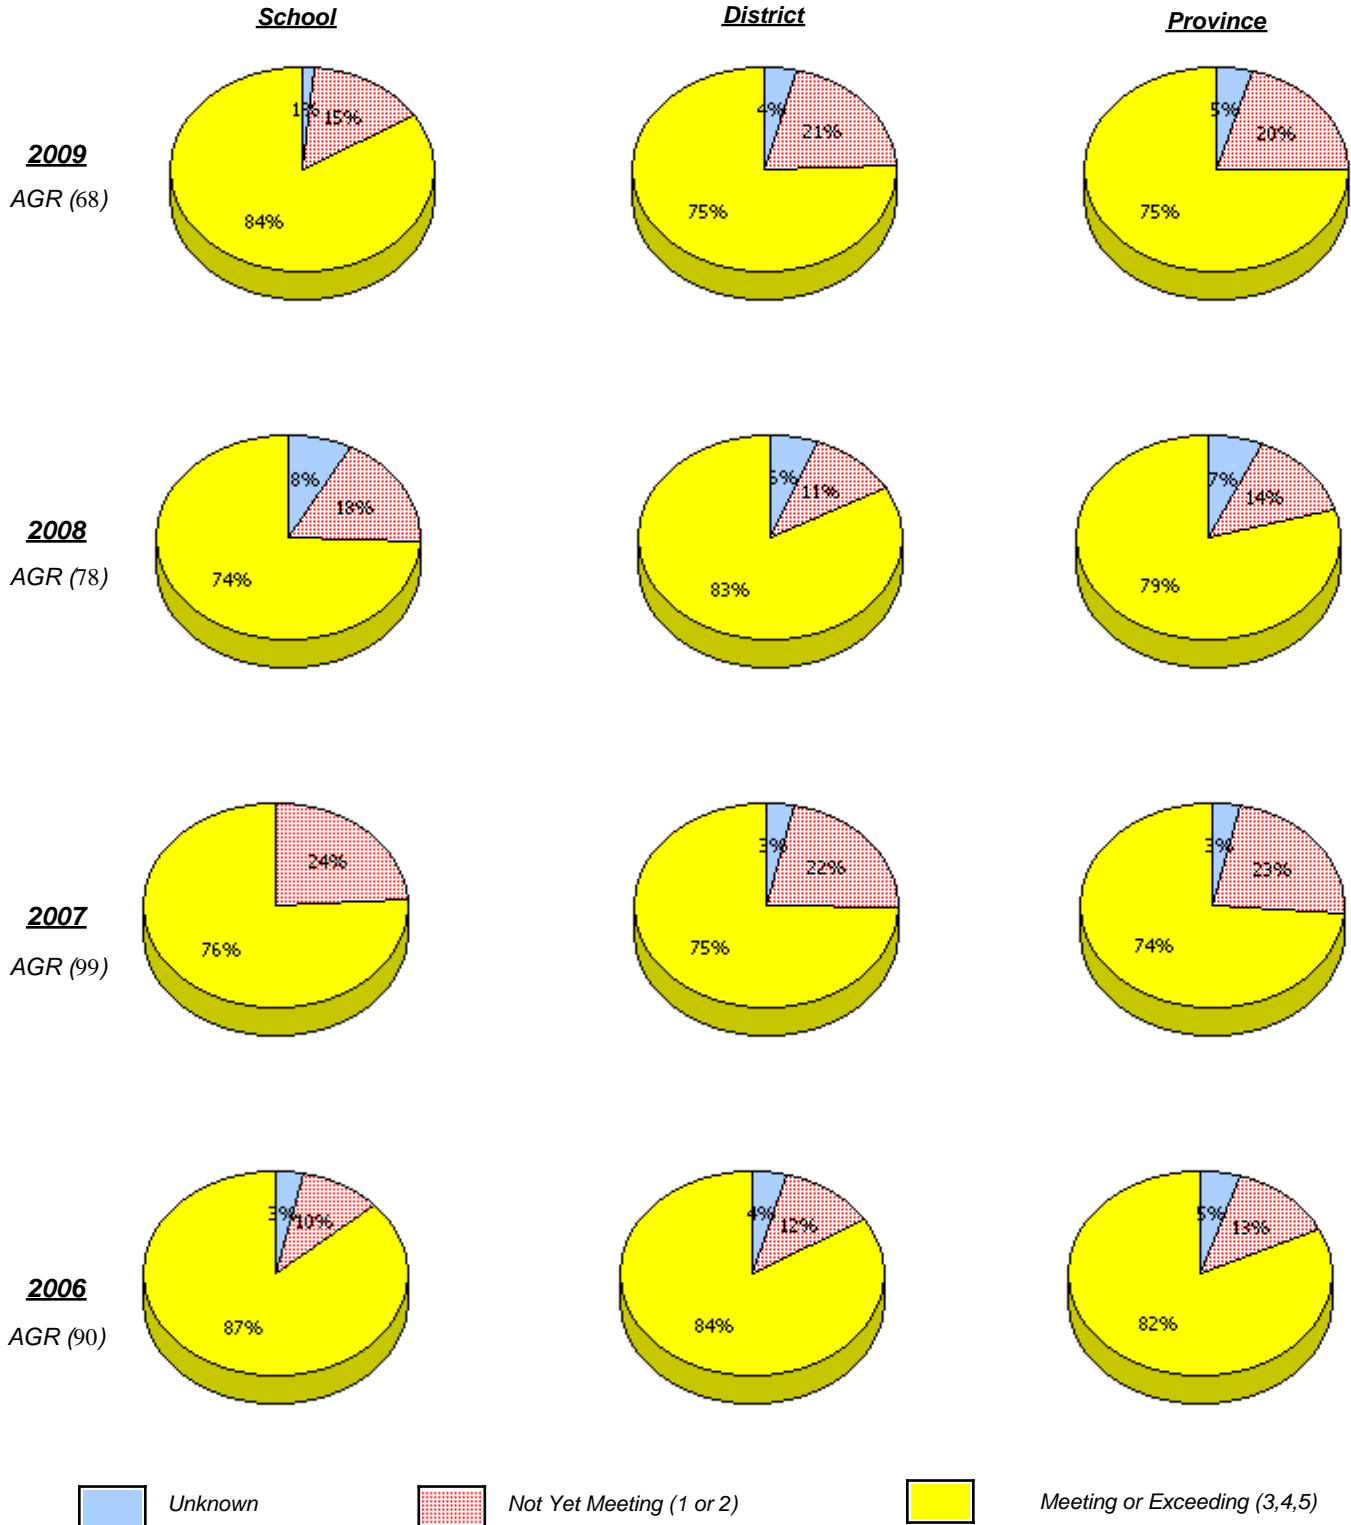 School District Province
1% 15% 84%
4% 21% 75%
5% 20% 75%
2009
AGR (68)
8% 18% 74%
11% 83%
7% 14% 79%
2008
AGR (78)
24% 76%
3% 22% 75%
3% 23% 74%
2007
AGR (99)
3% 10% 87%
4% 12% 84%
5% 13% 82%
2006
AGR (90)
Unknown Not Yet Meeting (1 or 2) Meeting or Exceeding (3,4,5)